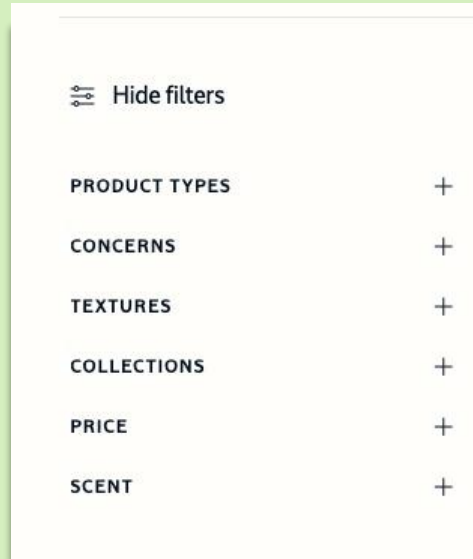 Hide filters
PRODUCT TYPES +
CONCERNS +
TEXTURES +
COLLECTIONS +
PRICE +
SCENT +